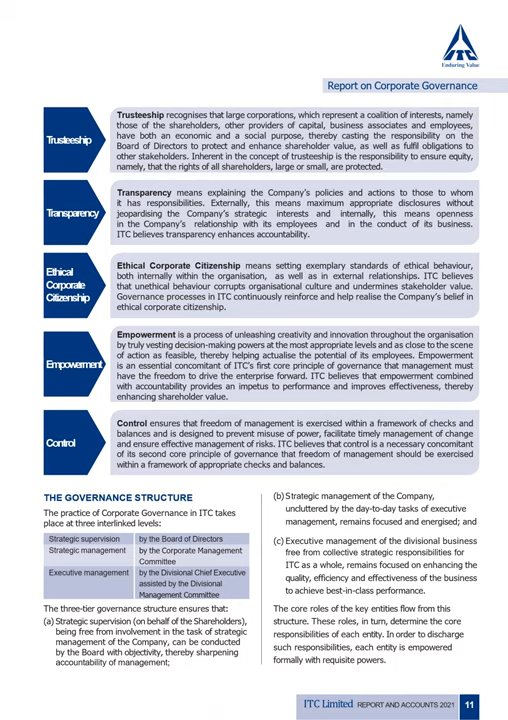 ITC
Enduring Value
Report on Corporate Governance
Trusteeship
Trusteeship recognises that large corporations, which represent a coalition of interests, namely
those of the shareholders, other providers of capital, business associates and employees,
have both an economic and a social purpose, thereby casting the responsibility on the
Board of Directors to protect and enhance shareholder value, as well as fulfil obligations to
other stakeholders. Inherent in the concept of trusteeship is the responsibility to ensure equity,
namely, that the rights of all shareholders, large or small, are protected.
Transparency
Transparency means explaining the Company's policies and actions to those to whom
it has responsibilities. Externally, this means maximum appropriate disclosures without
jeopardising the Company's strategic interests and internally, this means openness
in the Company's relationship with its employees and in the conduct of its business.
ITC believes transparency enhances accountability.
Ethical
Corporate
Citizenship
Ethical Corporate Citizenship means setting exemplary standards of ethical behaviour,
both internally within the organisation, as well as in external relationships. ITC believes
that unethical behaviour corrupts organisational culture and undermines stakeholder value.
Governance processes in ITC continuously reinforce and help realise the Company's belief in
ethical corporate citizenship.
Empowerment
Empowerment is a process of unleashing creativity and innovation throughout the organisation
by truly vesting decision-making powers at the most appropriate levels and as close to the scene
of action as feasible, thereby helping actualise the potential of its employees. Empowerment
is an essential concomitant of ITC's first core principle of governance that management must
have the freedom to drive the enterprise forward. ITC believes that empowerment combined
with accountability provides an impetus to performance and improves effectiveness, thereby
enhancing shareholder value.
Control
Control ensures that freedom of management is exercised within a framework of checks and
balances and is designed to prevent misuse of power, facilitate timely management of change
and ensure effective management of risks. ITC believes that control is a necessary concomitant
of its second core principle of governance that freedom of management should be exercised
within a framework of appropriate checks and balances.
THE GOVERNANCE STRUCTURE
The practice of Corporate Governance in ITC takes
place at three interlinked levels:
Strategic supervision by the Board of Directors
Strategic management by the Corporate Management
Committee
Executive management by the Divisional Chief Executive
assisted by the Divisional
Management Committee
The three-tier governance structure ensures that:
(a) Strategic supervision (on behalf of the Shareholders),
being free from involvement in the task of strategic
management of the Company, can be conducted
by the Board with objectivity, thereby sharpening
accountability of management;
(b) Strategic management of the Company,
uncluttered by the day-to-day tasks of executive
management, remains focused and energised; and
(c) Executive management of the divisional business
free from collective strategic responsibilities for
ITC as a whole, remains focused on enhancing the
quality, efficiency and effectiveness of the business
to achieve best-in-class performance.
The core roles of the key entities flow from this
structure. These roles, in turn, determine the core
responsibilities of each entity. In order to discharge
such responsibilities, each entity is empowered
formally with requisite powers.
ITC Limited REPORT AND ACCOUNTS 2021 11